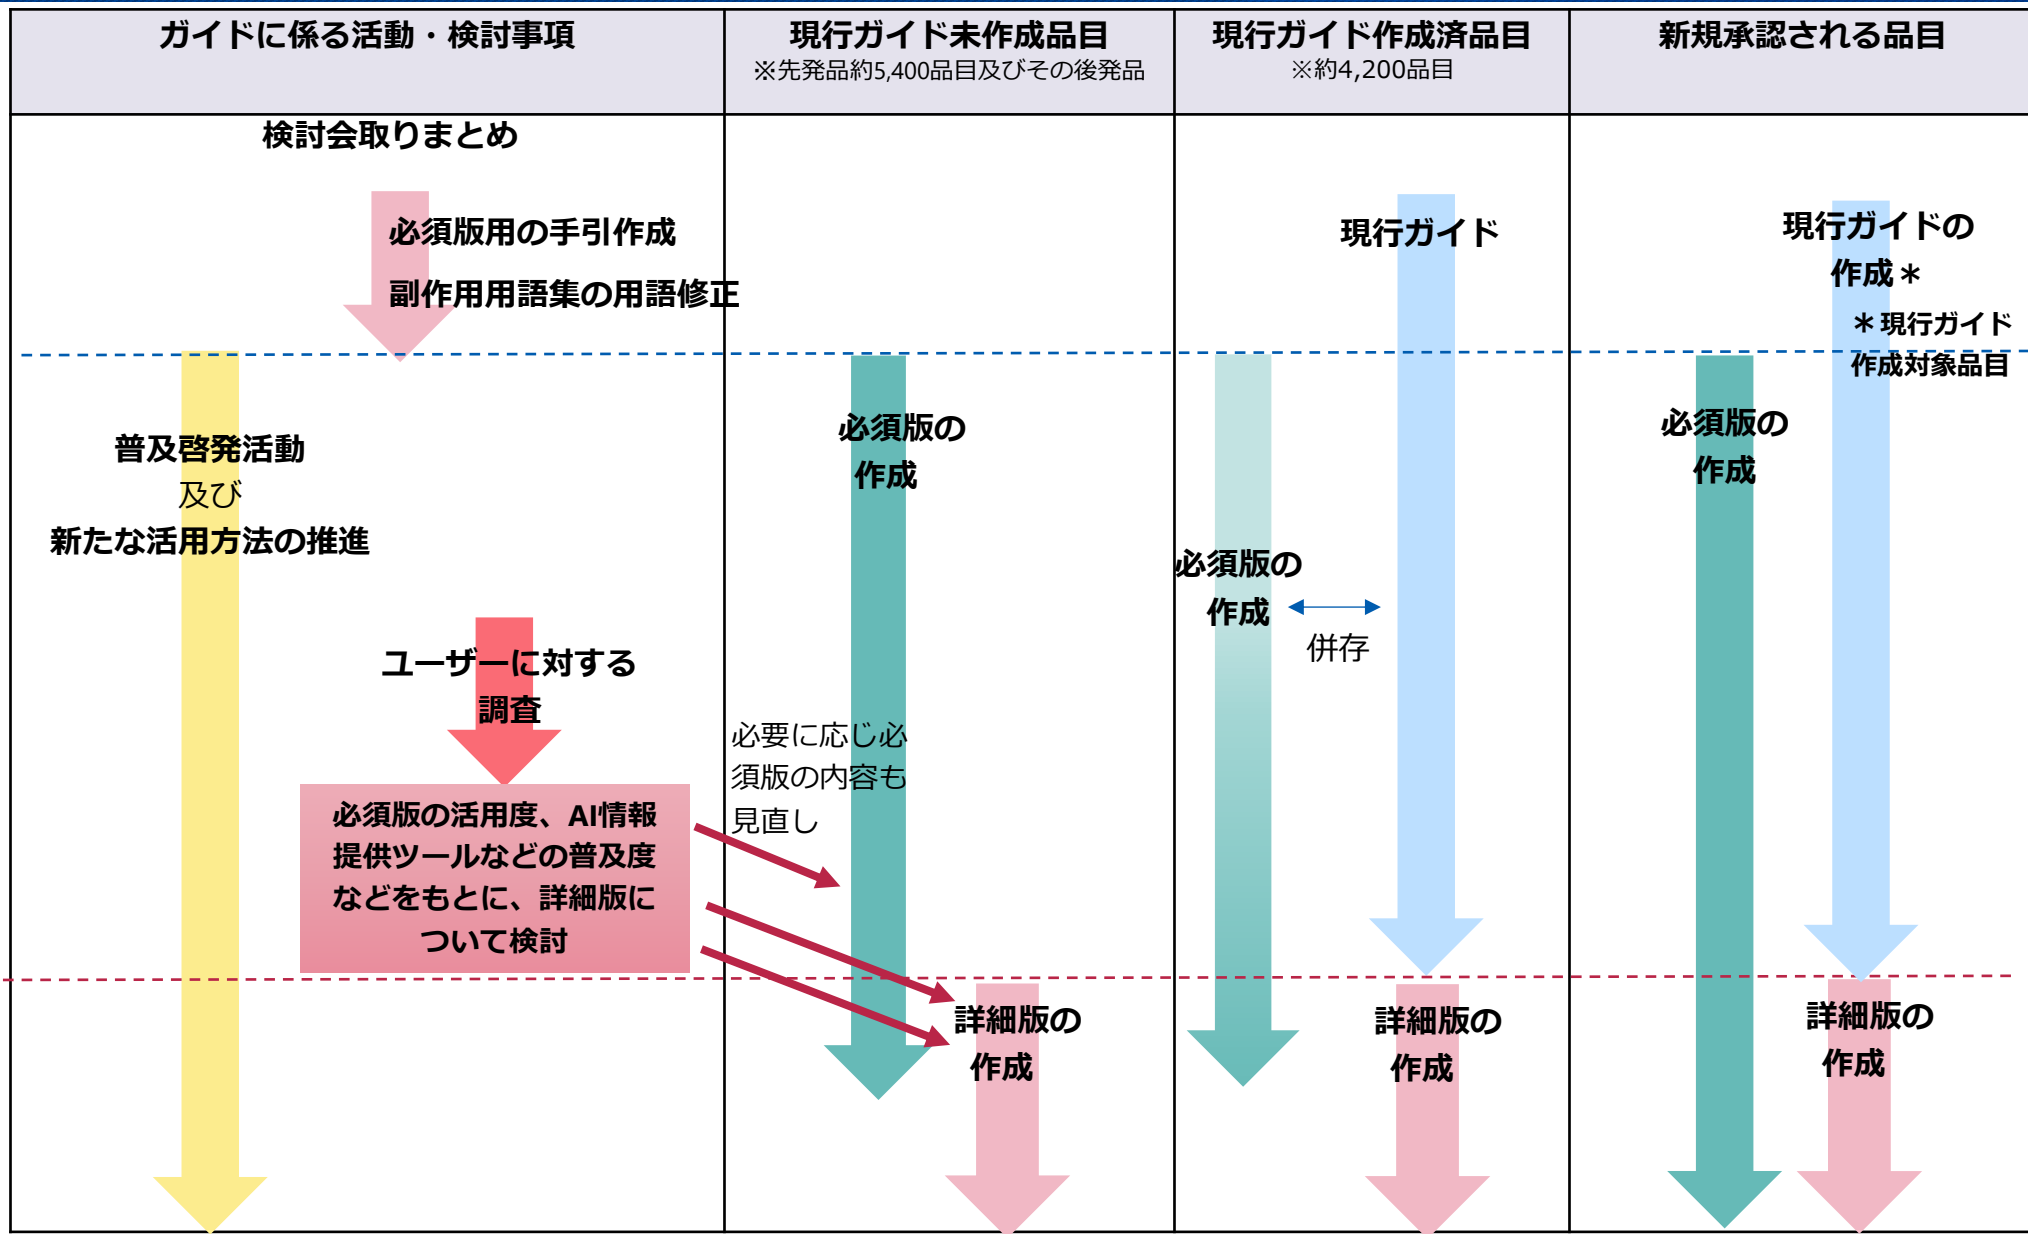 ガイドに係る活動・検討事項
現行ガイド未作成品目
※先発品約5,400品目及びその後発品
現行ガイド作成済品目
※約4,200品目
新規承認される品目
検討会取りまとめ
必須版用の手引作成
副作用用語集の用語修正
普及啓発活動
及び
新たな活用方法の推進
ユーザーに対する
調査
必須版の活用度、AI情報
提供ツールなどの普及度
などをもとに、詳細版に
ついて検討
必須版の
作成
必要に応じ必
須版の内容も
見直し
詳細版の
作成
現行ガイド
必須版の
作成
併存
詳細版の
作成
現行ガイドの
作成＊
＊現行ガイド
作成対象品目
必須版の
作成
詳細版の
作成